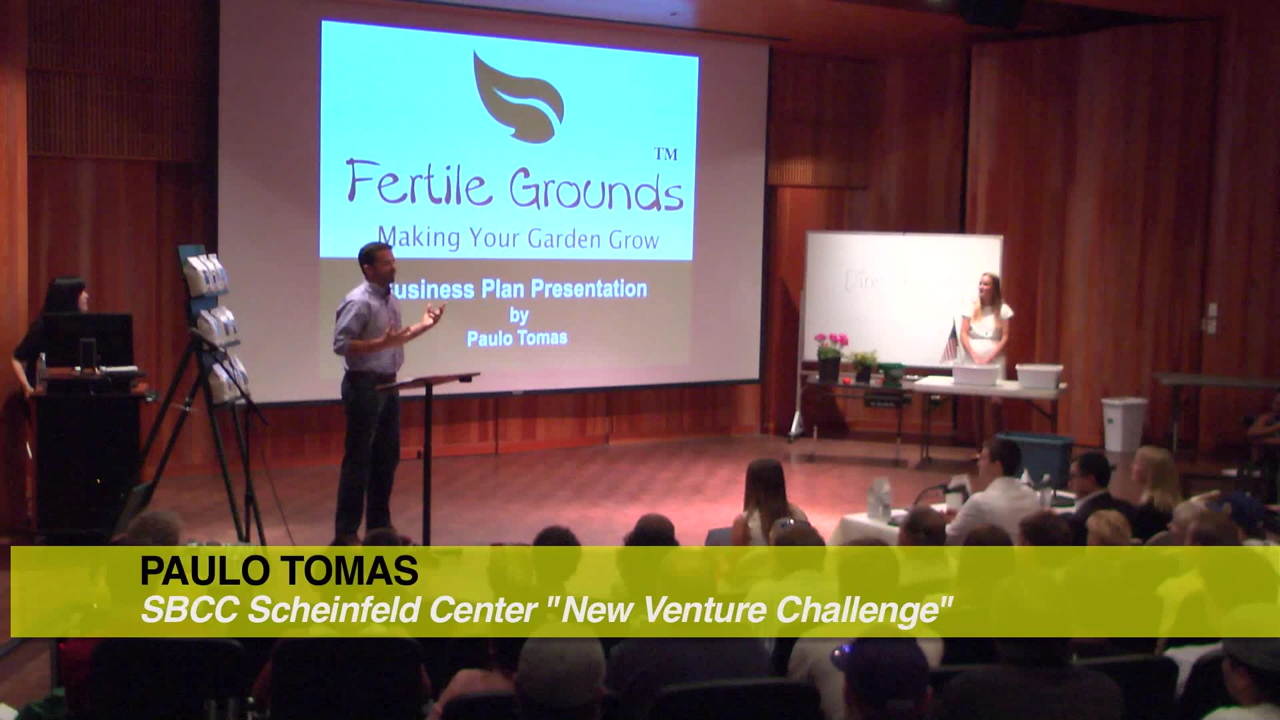 TM
Fertile Grounds
Making Your Garden Grow
usiness Plan Presentation
by
Paulo Tomas
PAULO TOMAS
SBCC Scheinfeld Center "New Venture Challenge"